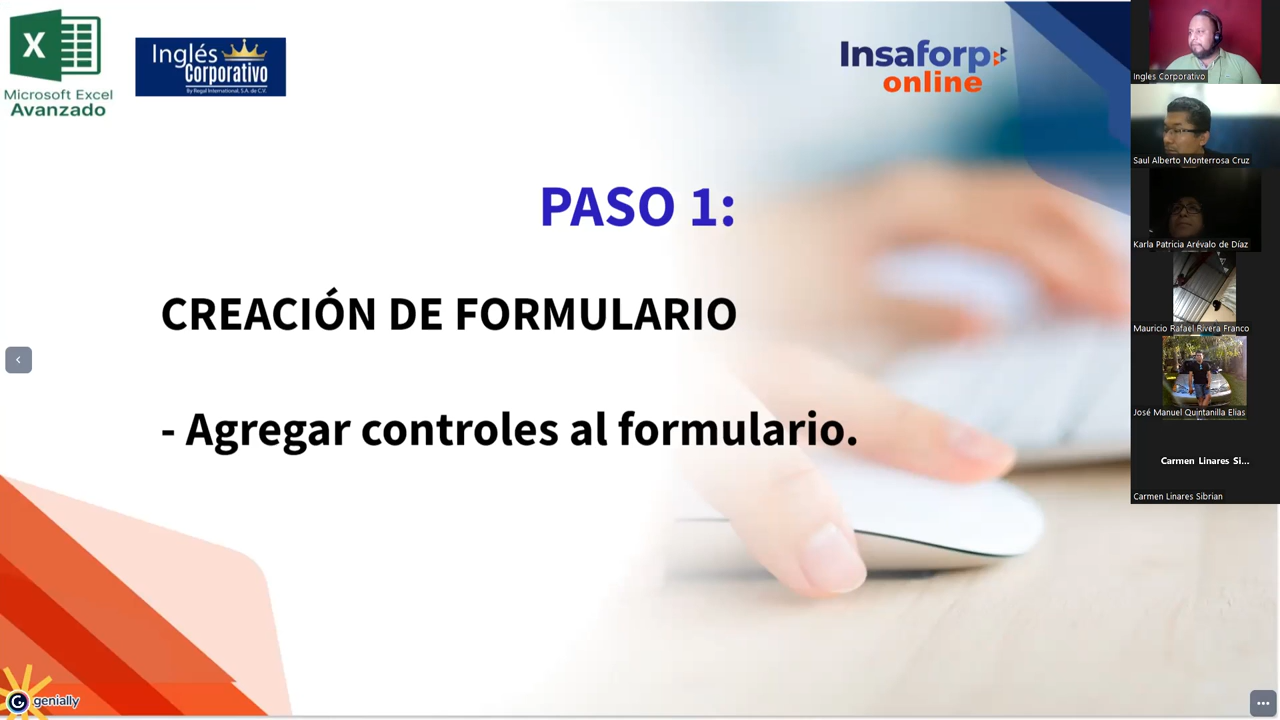 Microsoft Excel
Avanzado
Inglés
Corporativo
By Regal International, S.A. de C.V.
Insaforp
online
PASO 1:
CREACIÓN DE FORMULARIO
- Agregar controles al formulario.
genially
Ingles Corporativo
Saul Alberto Monterrosa Cruz
Karla Patricia Arévalo de Díaz
Mauricio Rafael Rivera Franco
José Manuel Quintanilla Elias
Carmen Linares Si...
Carmen Linares Sibrian